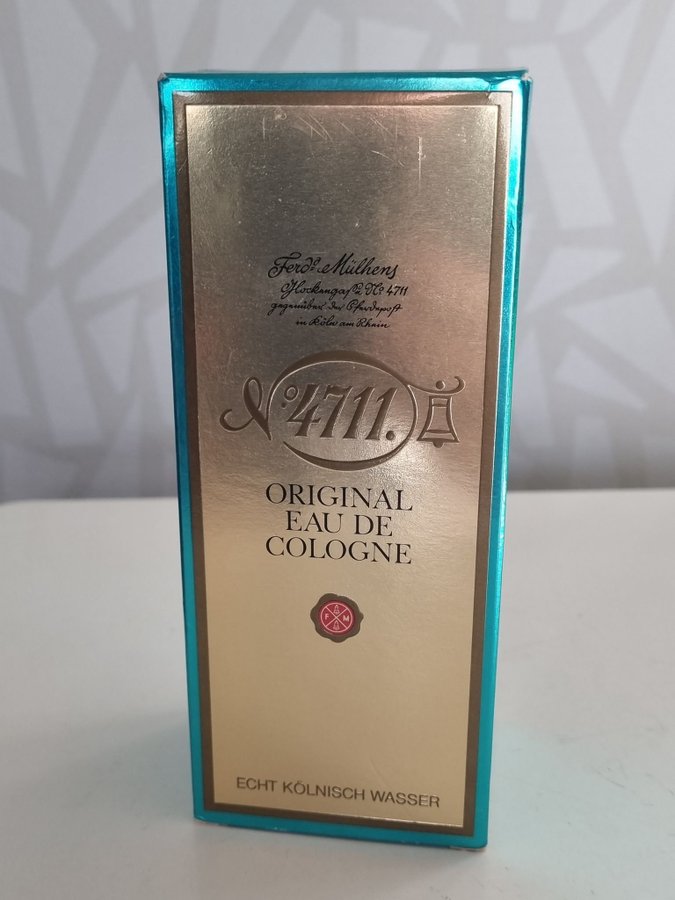 Ferd. Mülhens
Glockengaße No 4711
gegenüber der Pferdepost
in Köln am Rhein
No 4711.
ORIGINAL
EAU DE
COLOGNE
F M
ECHT KÖLNISCH WASSER